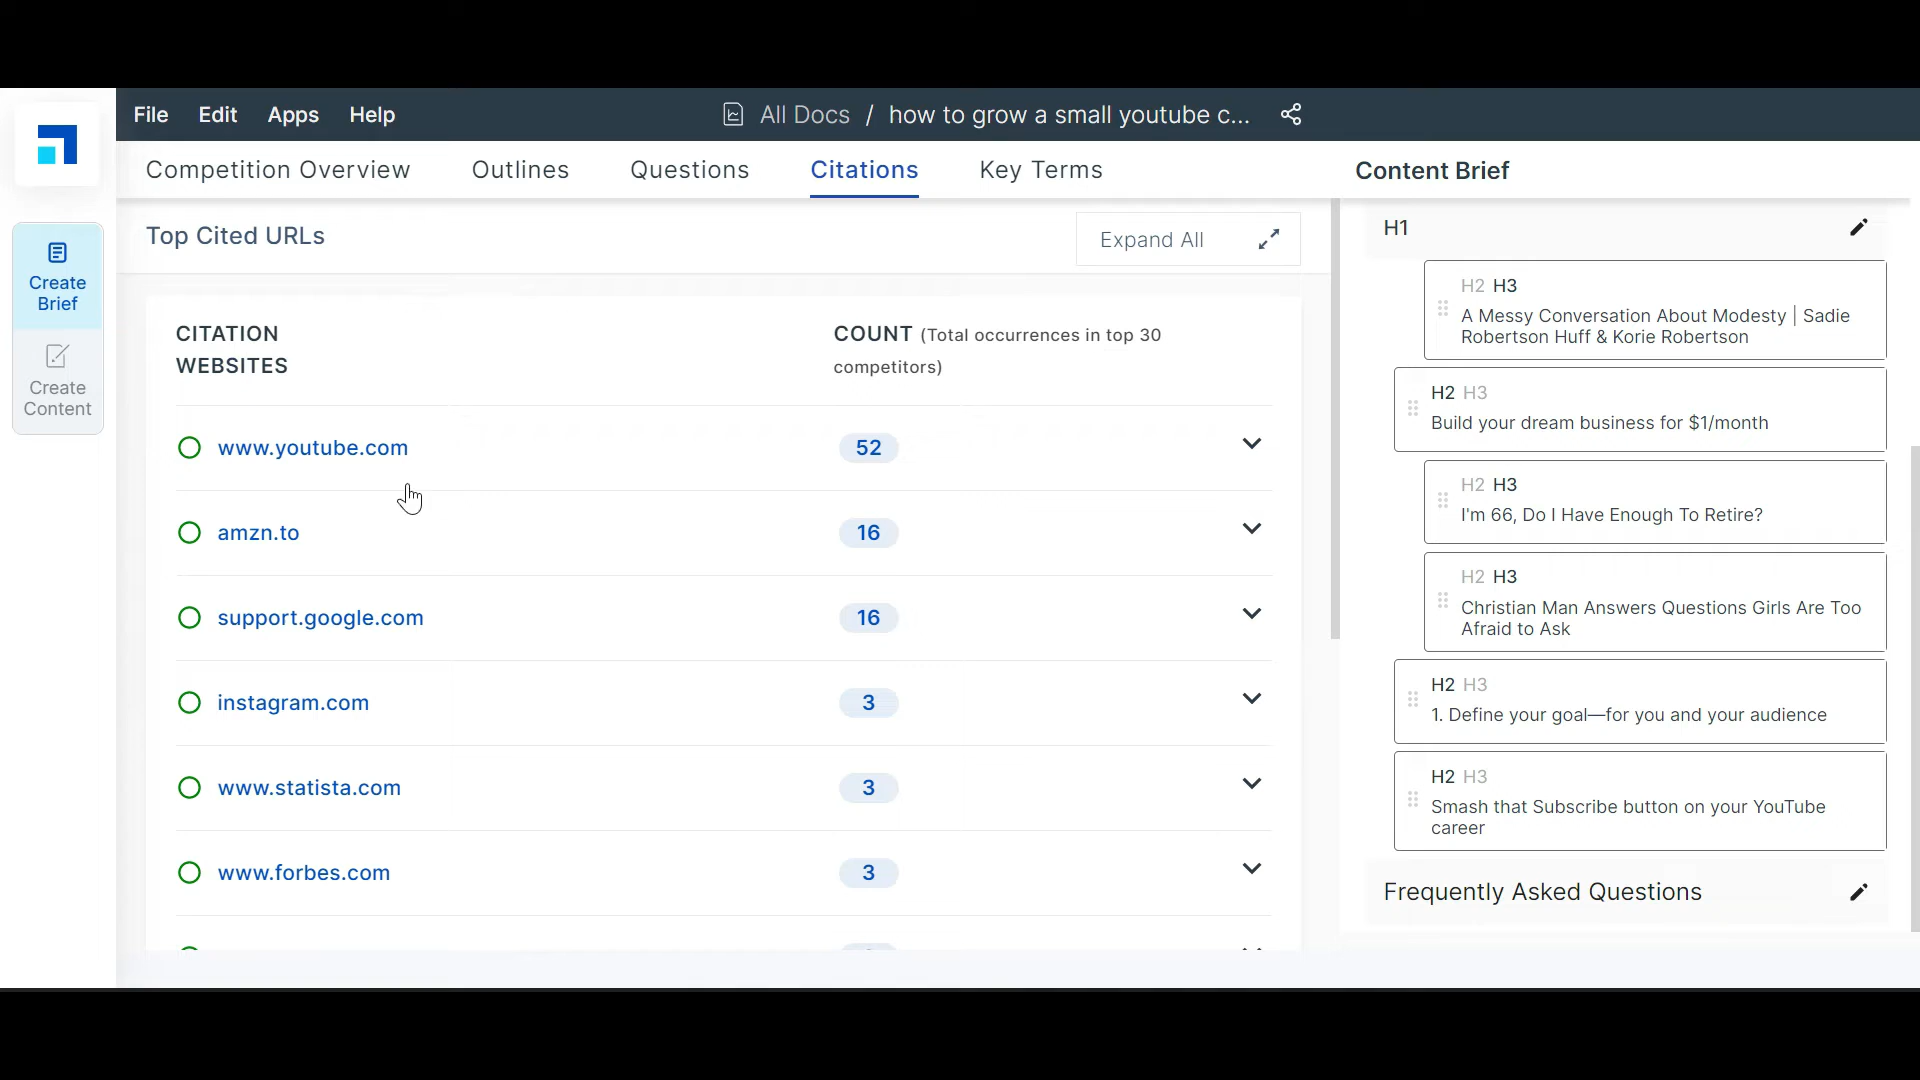 File Edit Apps Help
All Docs / how to grow a small youtube c...
Competition Overview Outlines Questions Citations Key Terms
Content Brief
Create
Brief
Create
Content
Top Cited URLs
Expand All
CITATION
WEBSITES
COUNT (Total occurrences in top 30
competitors)
www.youtube.com 52
amzn.to 16
support.google.com 16
instagram.com 3
www.statista.com 3
www.forbes.com 3
H1
H2 H3
A Messy Conversation About Modesty | Sadie
Robertson Huff & Korie Robertson
H2 H3
Build your dream business for $1/month
H2 H3
I'm 66, Do I Have Enough To Retire?
H2 H3
Christian Man Answers Questions Girls Are Too
Afraid to Ask
H2 H3
1. Define your goal—for you and your audience
H2 H3
Smash that Subscribe button on your YouTube
career
Frequently Asked Questions